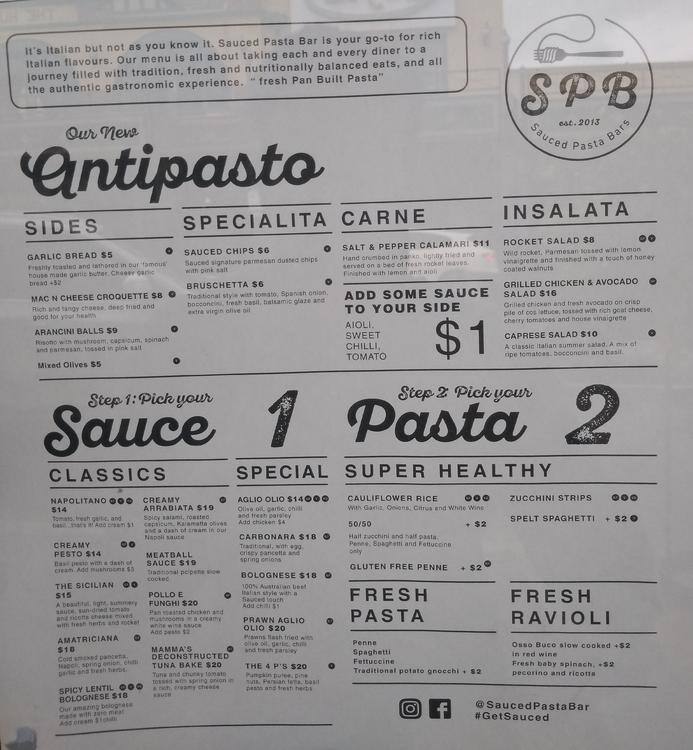 It's Italian but not as you know it. Sauced Pasta Bar is your go-to for rich
Italian flavours. Our menu is all about taking each and every diner to a
journey filled with tradition, fresh and nutritionally balanced eats, and all
the authentic gastronomic experience. "fresh Pan Built Pasta"
SPB
est. 2013
Sauced Pasta Bars
Our New
Antipasto
SIDES
GARLIC BREAD $5
Freshly toasted and lathered in our 'famous'
house made garlic butter. Cheesy garlic
bread +$2
MAC N CHEESE CROQUETTE $8
Rich and tangy cheese, deep fried and
good for your health
ARANCINI BALLS $9
Risotto with mushroom, capsicum, spinach
and parmesan, tossed in pink salt
Mixed Olives $5
SPECIALITA
SAUCED CHIPS $6
Sauced signature parmesan dusted chips
with pink salt
BRUSCHETTA $6
Traditional style with tomato, Spanish onion,
bocconcini, fresh basil, balsamic glaze and
extra virgin olive oil
CARNE
SALT & PEPPER CALAMARI $11
Hand crumbed in panko, lightly fried and
served on a bed of fresh rocket leaves.
Finished with lemon and aioli
ADD SOME SAUCE
TO YOUR SIDE
AIOLI,
SWEET
CHILLI,
TOMATO
$1
INSALATA
ROCKET SALAD $8
Wild rocket, Parmesan tossed with lemon
vinaigrette and finished with a touch of honey
coated walnuts
GRILLED CHICKEN & AVOCADO
SALAD $16
Grilled chicken and fresh avocado on crisp
pile of cos lettuce, tossed with rich goat cheese,
cherry tomatoes and house vinaigrette
CAPRESE SALAD $10
A classic Italian summer salad. A mix of
ripe tomatoes, bocconcini and basil.
Step 1: Pick your
Sauce 1
CLASSICS
NAPOLITANO
$14
Tomato, fresh garlic, and
basil...that's it! Add cream $1
CREAMY
PESTO $14
Basil pesto with a dash of
cream. Add mushrooms $3
THE SICILIAN
$15
A beautiful, light, summery
sauce, sun-dried tomato
and ricotta cheese mixed
with fresh herbs and rocket
AMATRICIANA
$18
Cold smoked pancetta,
Napoli, spring onion, chilli
garlic and fresh herbs.
SPICY LENTIL
BOLOGNESE $18
Our amazing bolognese
made with zero meat
Add cream $1chilli
CREAMY
ARRABIATA $19
Spicy salami, roasted
capsicum, Kalamatta olives
and a dash of cream in our
Napoli sauce
MEATBALL
SAUCE $19
Traditional polpette slow
cooked
POLLO E
FUNGHI $20
Pan roasted chicken and
mushrooms in a creamy
white wine sauce
Add pesto $2
MAMMA'S
DECONSTRUCTED
TUNA BAKE $20
Tuna and chunky tomato
tossed with spring onion in
a rich, creamy cheese
sauce
SPECIAL
AGLIO OLIO $14
Olive oil, garlic, chilli
and fresh parsley
Add chicken $4
CARBONARA $18
Traditional, with egg,
crispy pancetta and
spring onions
BOLOGNESE $18
100% Australian beef
Italian style with a
Sauced touch
Add chilli $1
PRAWN AGLIO
OLIO $20
Prawns flash fried with
olive oil, garlic, chilli
and fresh parsley
THE 4 P'S $20
Pumpkin puree, pine
nuts, Persian fetta, basil
pesto and fresh herbs
Step 2: Pick your
Pasta 2
SUPER HEALTHY
CAULIFLOWER RICE
With Garlic, Onions, Citrus and White Wine
50/50 + $2
Half zucchini and half pasta.
Penne, Spaghetti and Fettuccine
only
GLUTEN FREE PENNE + $2
ZUCCHINI STRIPS
SPELT SPAGHETTI + $2
FRESH
PASTA
Penne
Spaghetti
Fettuccine
Traditional potato gnocchi + $2
FRESH
RAVIOLI
Osso Buco slow cooked +$2
in red wine
Fresh baby spinach, +$2
pecorino and ricotta
@SaucedPastaBar
#GetSauced